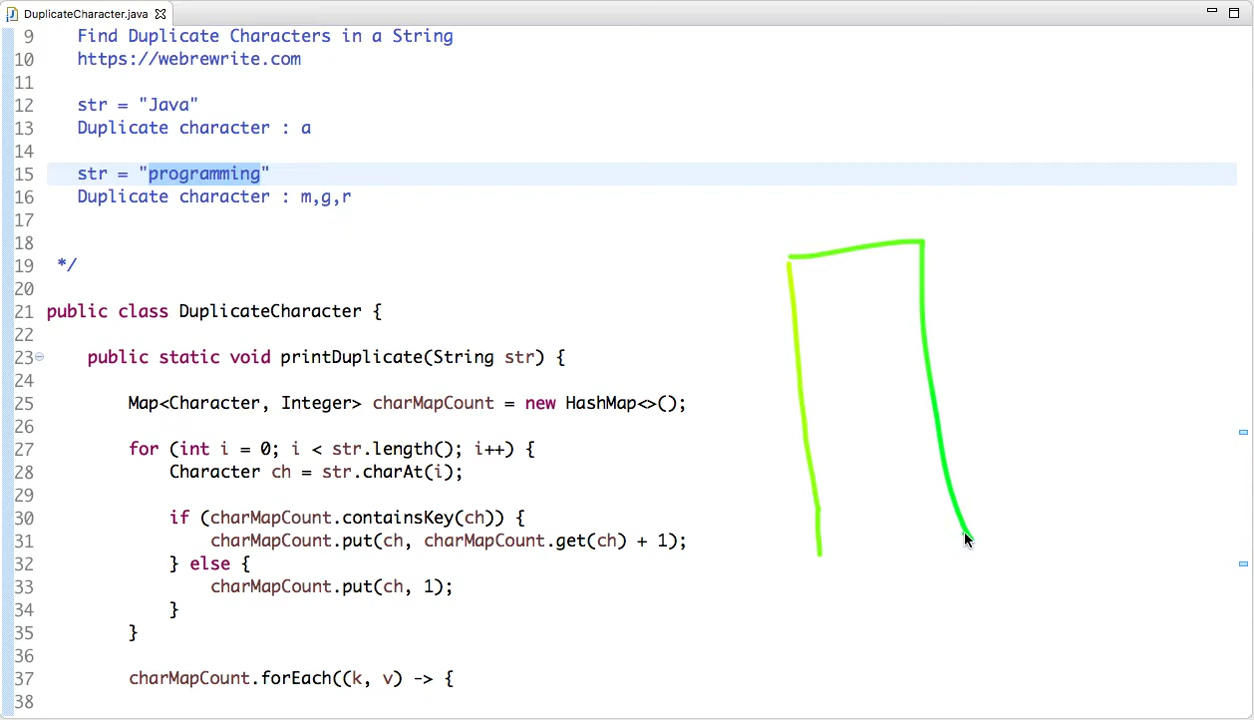 DuplicateCharacter.java
9 Find Duplicate Characters in a String
10 https://webrewrite.com
11
12 str = "Java"
13 Duplicate character : a
14
15 str = "programming"
16 Duplicate character : m,g,r
17
18
19 */
20
21 public class DuplicateCharacter {
22
23 public static void printDuplicate(String str) {
24
25 Map<Character, Integer> charMapCount = new HashMap<>();
26
27 for (int i = 0; i < str.length(); i++) {
28 Character ch = str.charAt(i);
29
30 if (charMapCount.containsKey(ch)) {
31 charMapCount.put(ch, charMapCount.get(ch) + 1);
32 } else {
33 charMapCount.put(ch, 1);
34 }
35 }
36
37 charMapCount.forEach((k, v) -> {
38